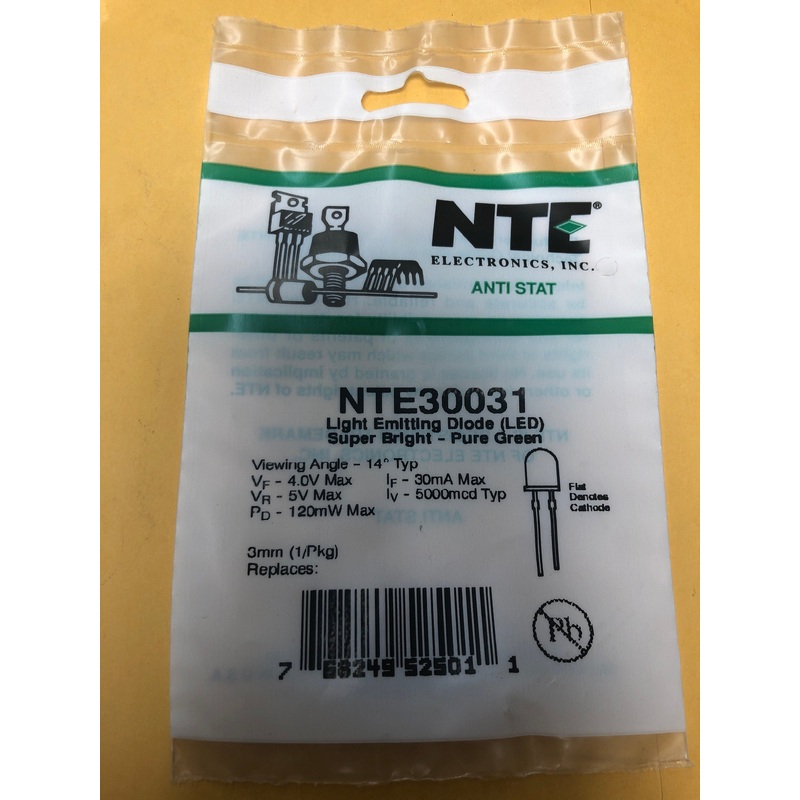 NTE®
ELECTRONICS, INC.
ANTI STAT
NTE30031
Light Emitting Diode (LED)
Super Bright - Pure Green
Viewing Angle - 14° Typ
VF - 4.0V Max IF - 30mA Max
VR - 5V Max IV - 5000mcd Typ
PD - 120mW Max
Flat
Denotes
Cathode
3mm (1/Pkg)
Replaces:
Pb
7 68249 52501 1